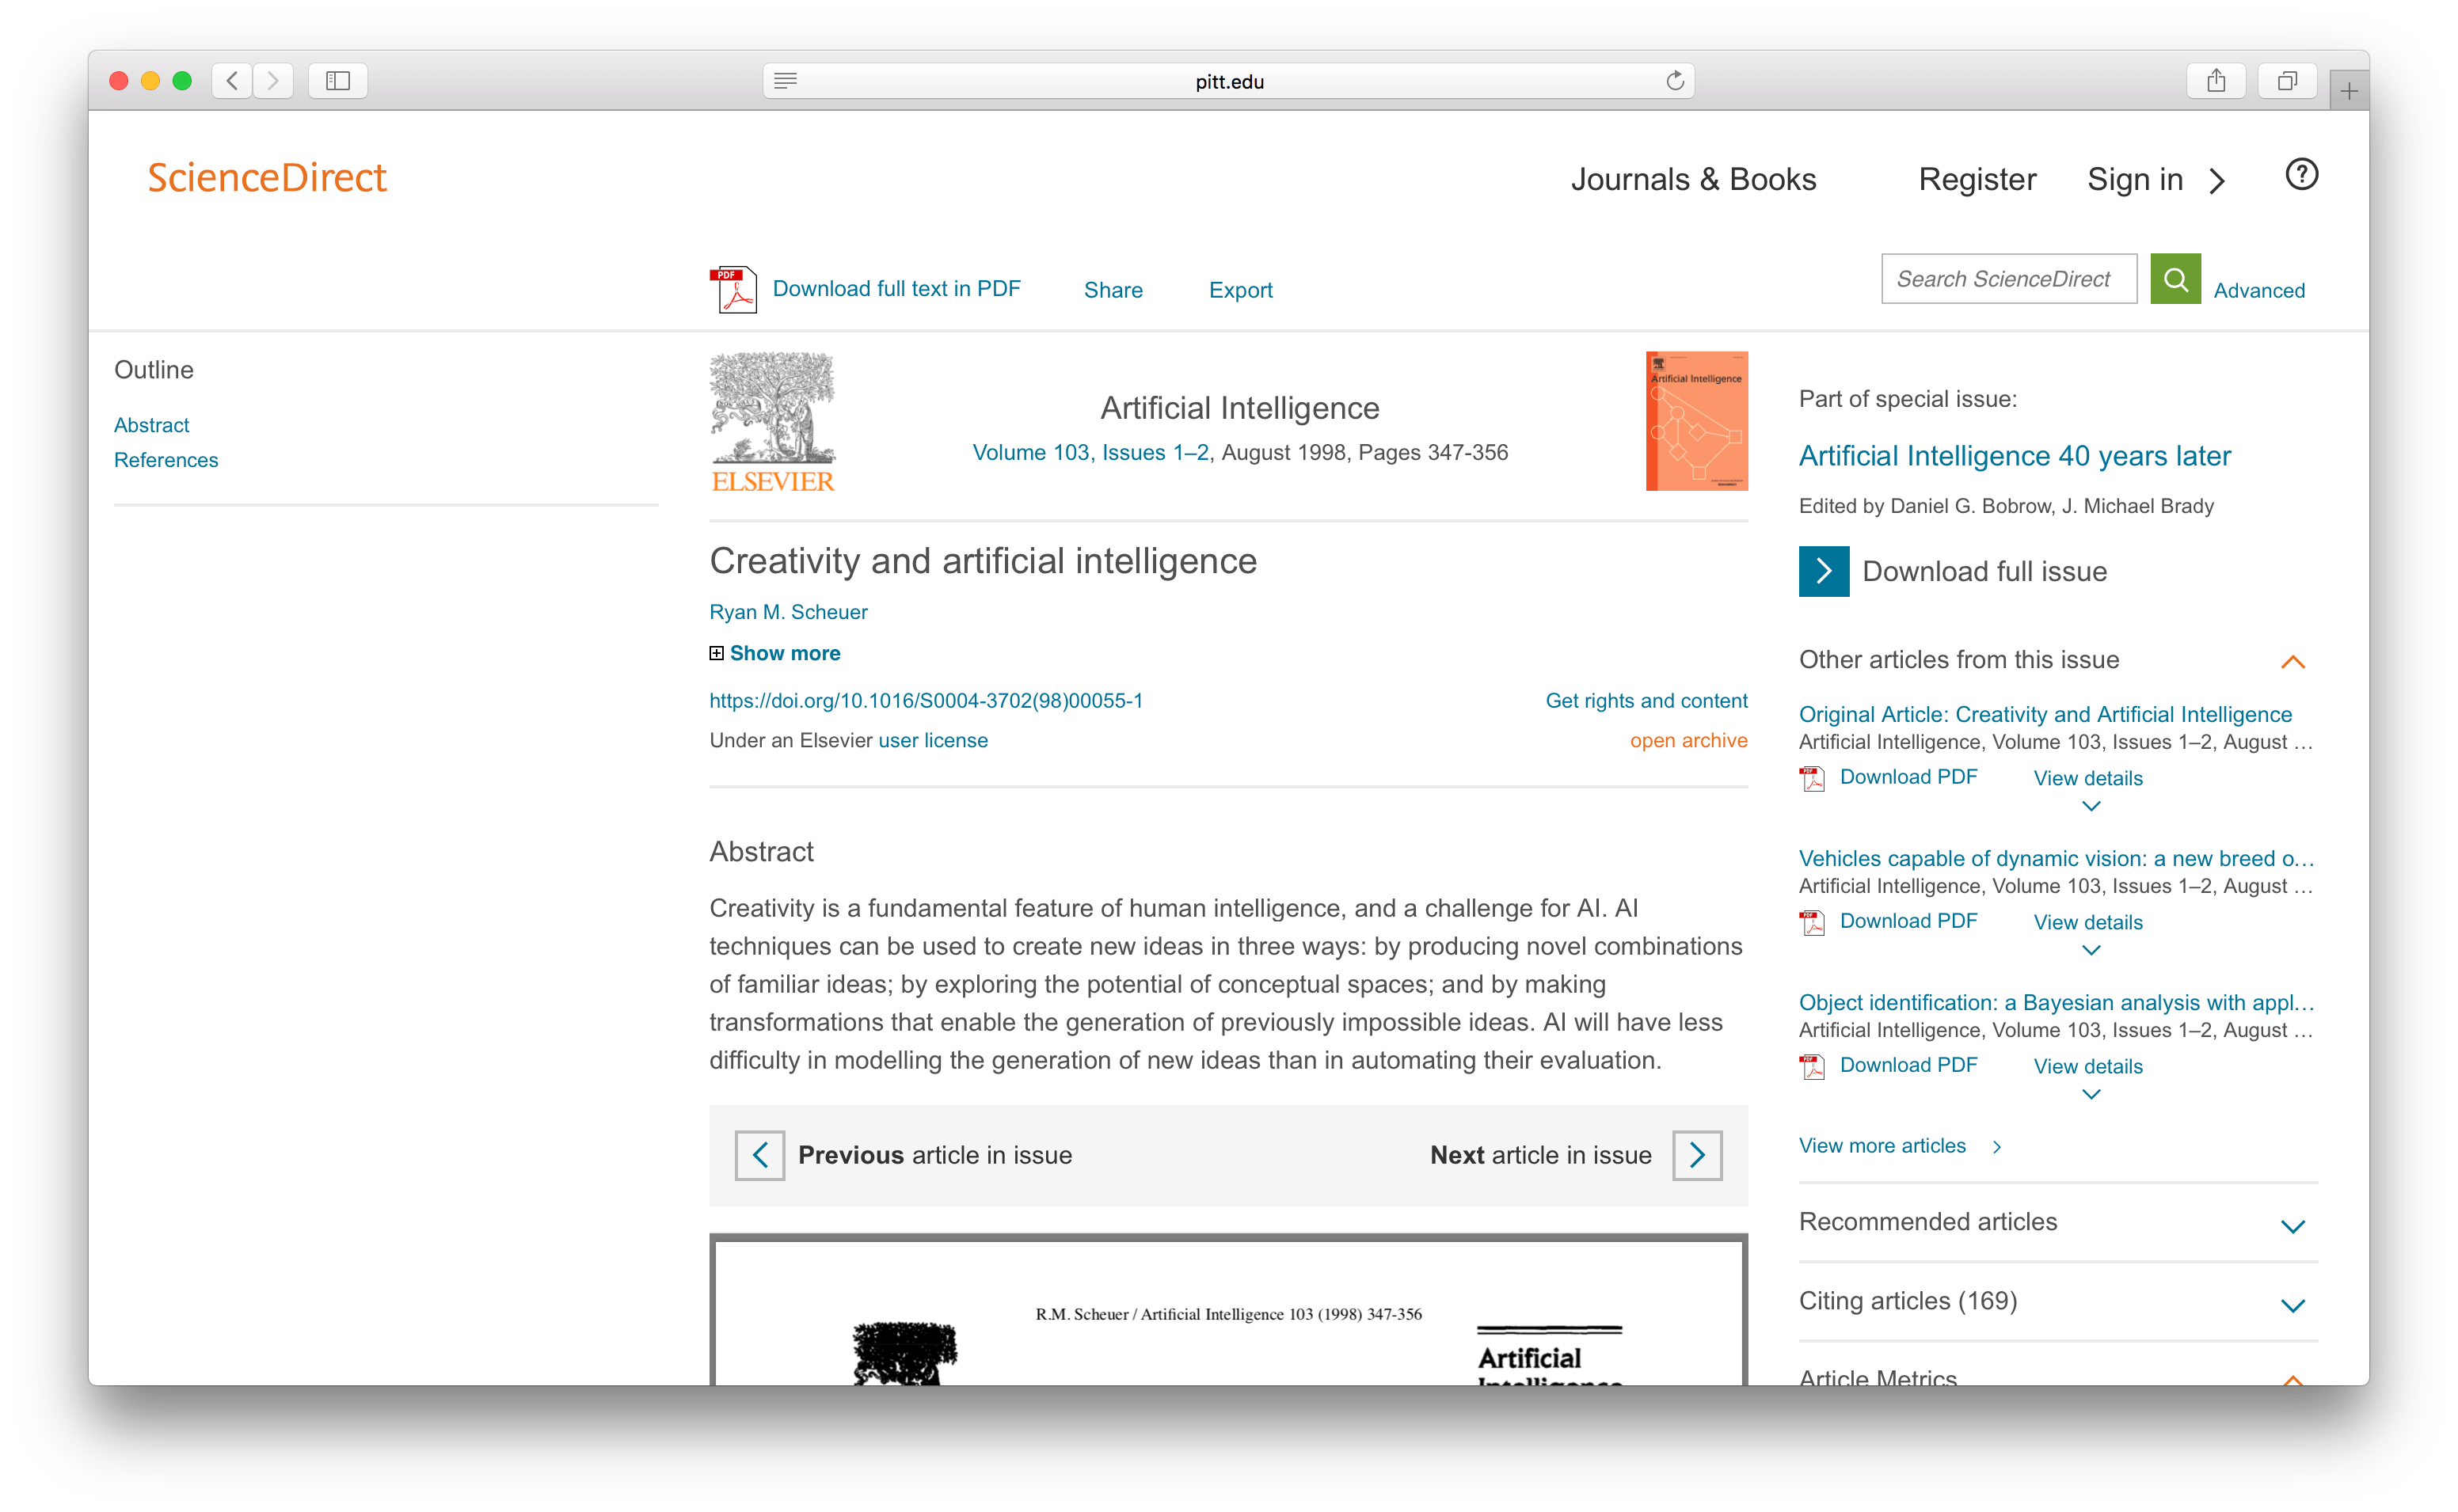 pitt.edu
ScienceDirect
Journals & Books
Register
Sign in
?
PDF
Download full text in PDF
Share
Export
Search ScienceDirect
Advanced
Outline
Abstract
References
ELSEVIER
Artificial Intelligence
Volume 103, Issues 1–2, August 1998, Pages 347-356
Artificial Intelligence
Creativity and artificial intelligence
Ryan M. Scheuer
Show more
https://doi.org/10.1016/S0004-3702(98)00055-1
Get rights and content
Under an Elsevier user license
open archive
Abstract
Creativity is a fundamental feature of human intelligence, and a challenge for AI. AI
techniques can be used to create new ideas in three ways: by producing novel combinations
of familiar ideas; by exploring the potential of conceptual spaces; and by making
transformations that enable the generation of previously impossible ideas. AI will have less
difficulty in modelling the generation of new ideas than in automating their evaluation.
Previous article in issue
Next article in issue
R.M. Scheuer / Artificial Intelligence 103 (1998) 347-356
Artificial
Intelligence
Part of special issue:
Artificial Intelligence 40 years later
Edited by Daniel G. Bobrow, J. Michael Brady
Download full issue
Other articles from this issue
Original Article: Creativity and Artificial Intelligence
Artificial Intelligence, Volume 103, Issues 1–2, August …
PDF
Download PDF
View details
Vehicles capable of dynamic vision: a new breed o…
Artificial Intelligence, Volume 103, Issues 1–2, August …
PDF
Download PDF
View details
Object identification: a Bayesian analysis with appl…
Artificial Intelligence, Volume 103, Issues 1–2, August …
PDF
Download PDF
View details
View more articles
Recommended articles
Citing articles (169)
Article Metrics